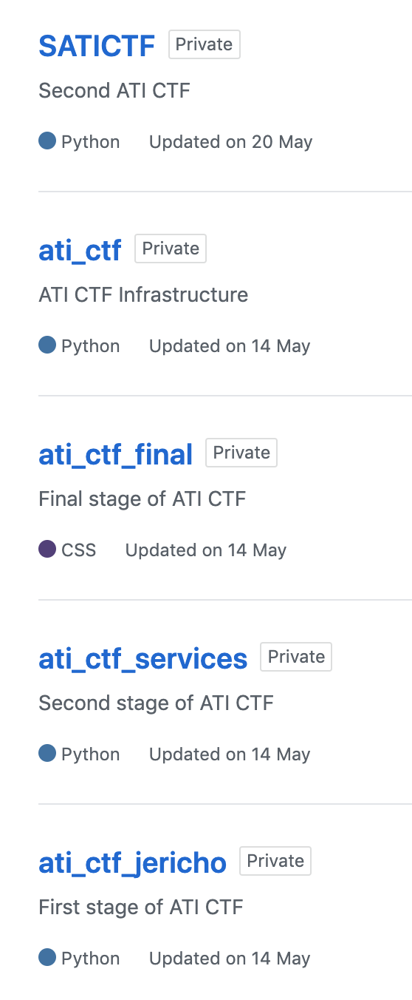 SATICTF Private
Second ATI CTF
Python Updated on 20 May
ati_ctf Private
ATI CTF Infrastructure
Python Updated on 14 May
ati_ctf_final Private
Final stage of ATI CTF
CSS Updated on 14 May
ati_ctf_services Private
Second stage of ATI CTF
Python Updated on 14 May
ati_ctf_jericho Private
First stage of ATI CTF
Python Updated on 14 May